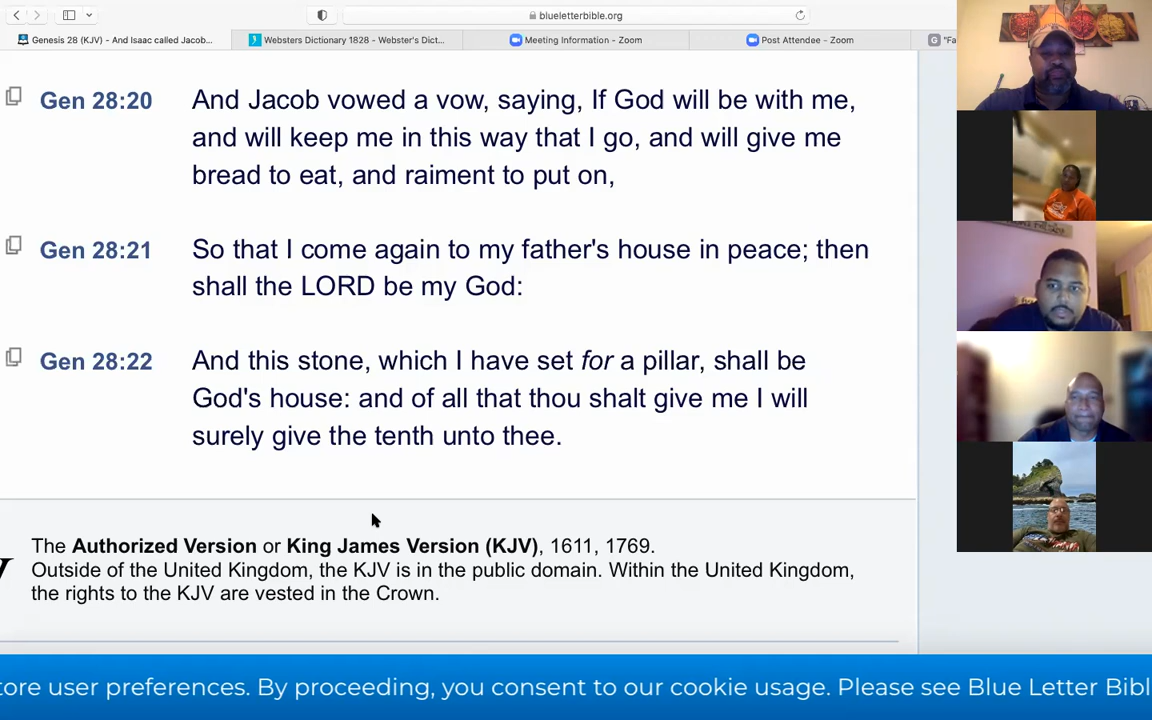 blueletterbible.org
Genesis 28 (KJV) - And Isaac called Jacob...
Websters Dictionary 1828 - Webster's Dict...
Meeting Information - Zoom
Post Attendee - Zoom
G "Fa
Gen 28:20 And Jacob vowed a vow, saying, If God will be with me,
and will keep me in this way that I go, and will give me
bread to eat, and raiment to put on,
Gen 28:21 So that I come again to my father's house in peace; then
shall the LORD be my God:
Gen 28:22 And this stone, which I have set for a pillar, shall be
God's house: and of all that thou shalt give me I will
surely give the tenth unto thee.
The Authorized Version or King James Version (KJV), 1611, 1769.
Outside of the United Kingdom, the KJV is in the public domain. Within the United Kingdom,
the rights to the KJV are vested in the Crown.
tore user preferences. By proceeding, you consent to our cookie usage. Please see Blue Letter Bibl